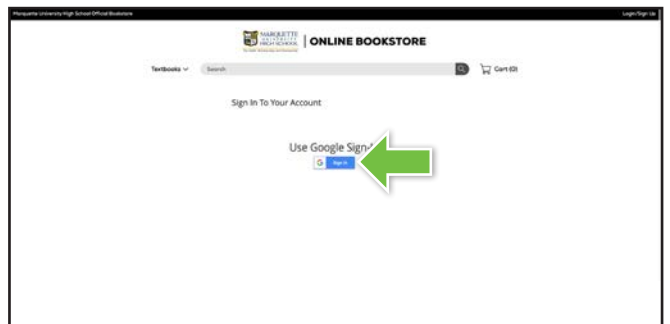 Marquette University High School Official Bookstore
Login/Sign Up
MARQUETTE
UNIVERSITY
HIGH SCHOOL
ONLINE BOOKSTORE
Textbooks
Search
Cart (0)
Sign In To Your Account
Use Google Sign-
G Sign in